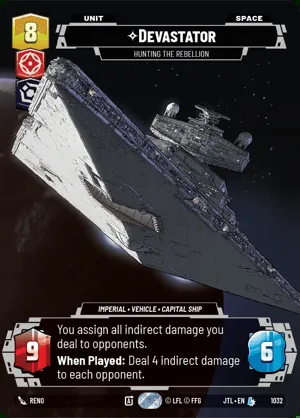 UNIT
SPACE
8
DEVASTATOR
HUNTING THE REBELLION
IMPERIAL • VEHICLE • CAPITAL SHIP
You assign all indirect damage you
deal to opponents.
When Played: Deal 4 indirect damage
to each opponent.
9
6
RENO
© LFL © FFG
JTL • EN
1032